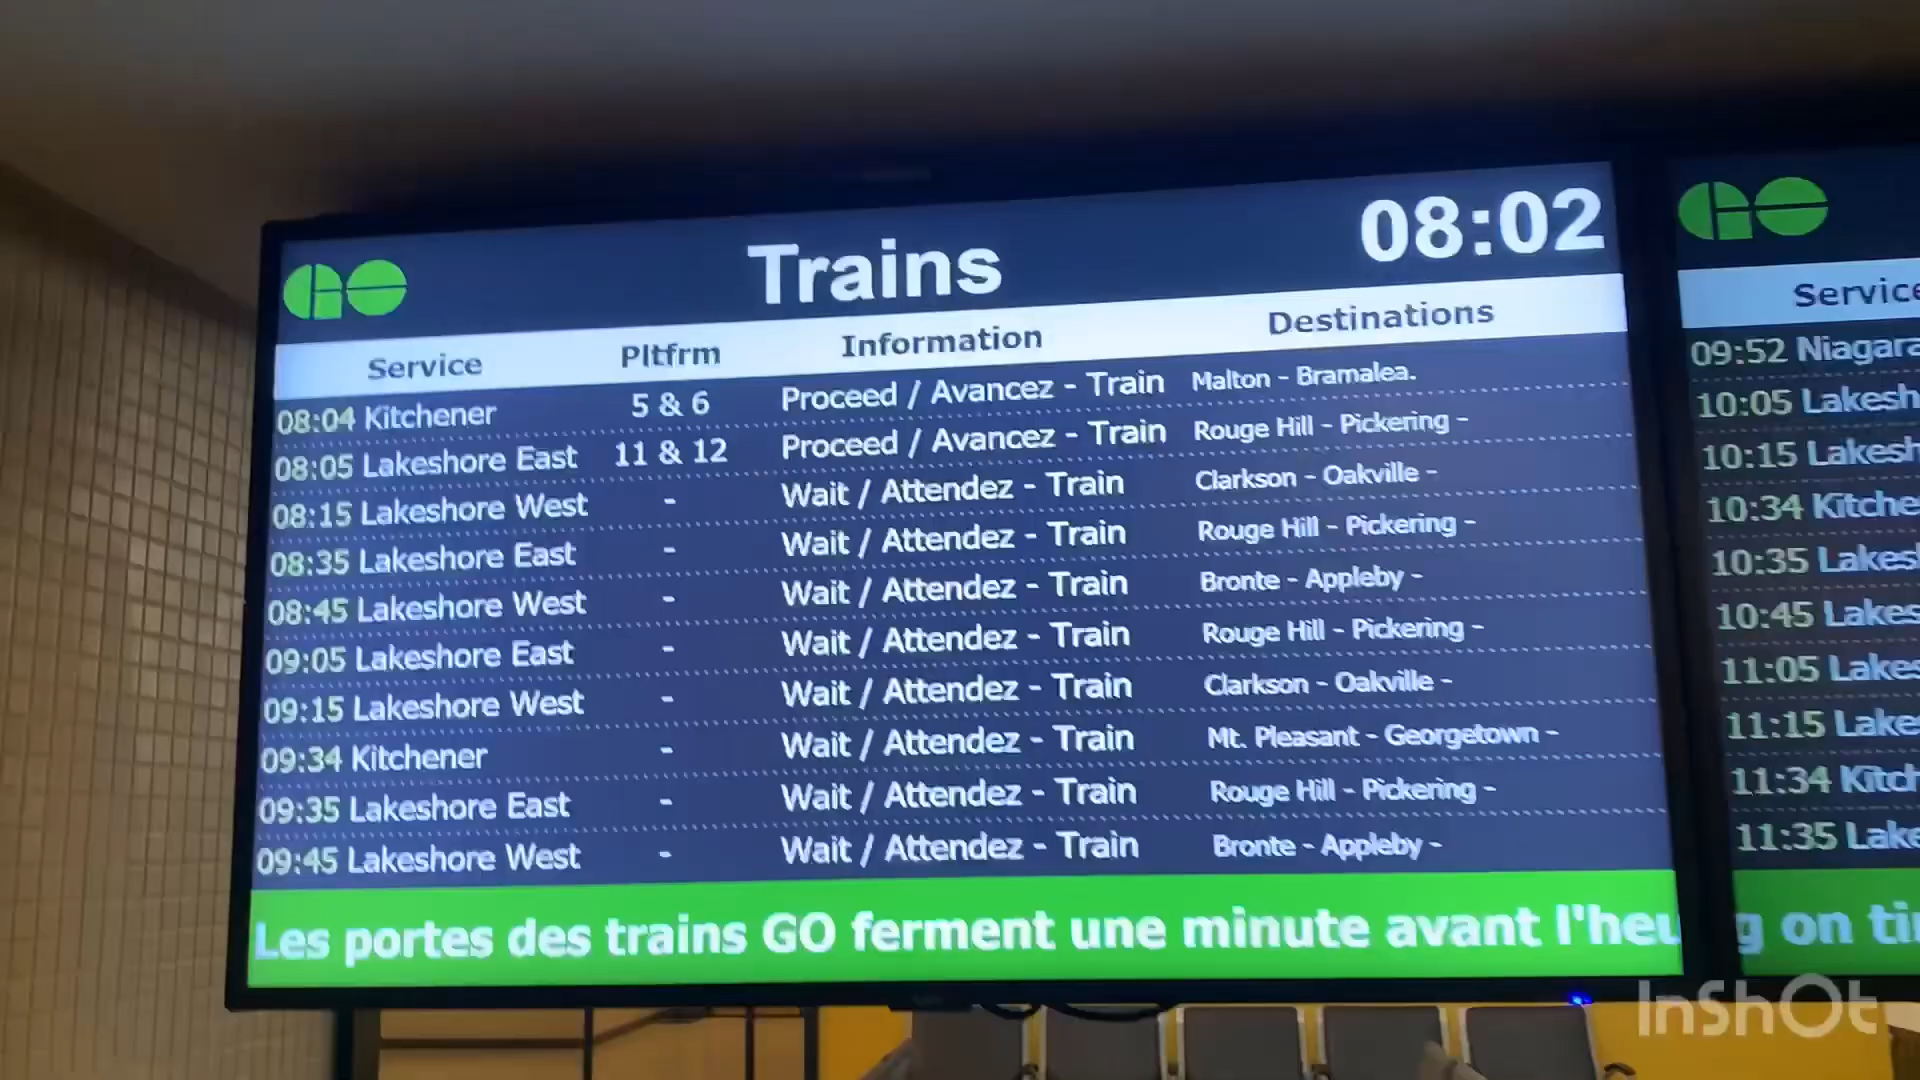 GO
Trains
08:02
Service Pltfrm Information Destinations
08:04 Kitchener 5 & 6 Proceed / Avancez - Train Malton - Bramalea.
08:05 Lakeshore East 11 & 12 Proceed / Avancez - Train Rouge Hill - Pickering -
08:15 Lakeshore West - Wait / Attendez - Train Clarkson - Oakville -
08:35 Lakeshore East - Wait / Attendez - Train Rouge Hill - Pickering -
08:45 Lakeshore West - Wait / Attendez - Train Bronte - Appleby -
09:05 Lakeshore East - Wait / Attendez - Train Rouge Hill - Pickering -
09:15 Lakeshore West - Wait / Attendez - Train Clarkson - Oakville -
09:34 Kitchener - Wait / Attendez - Train Mt. Pleasant - Georgetown -
09:35 Lakeshore East - Wait / Attendez - Train Rouge Hill - Pickering -
09:45 Lakeshore West - Wait / Attendez - Train Bronte - Appleby -
Les portes des trains GO ferment une minute avant l'heu
GO
Service
09:52 Niagara
10:05 Lakesh
10:15 Lakesh
10:34 Kitche
10:35 Lakes
10:45 Lakes
11:05 Lakes
11:15 Lake
11:34 Kitch
11:35 Lake
g on ti
InShOt